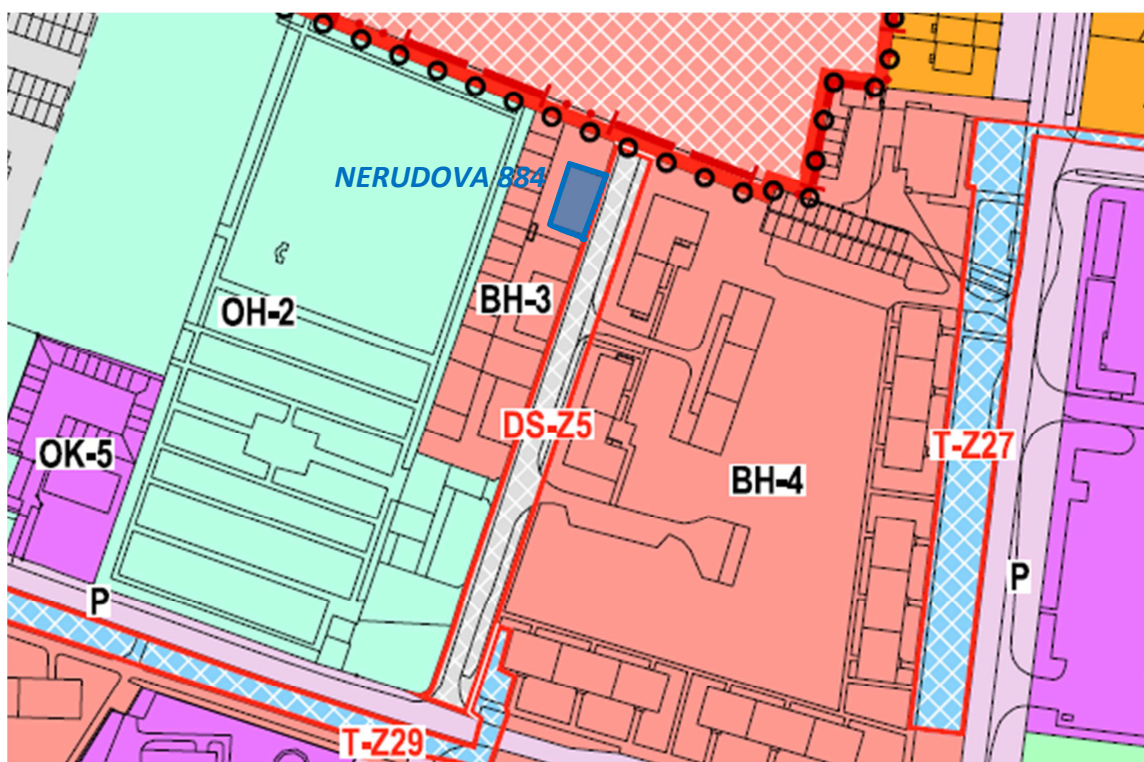 NERUDOVA 884
BH-3
OH-2
DS-Z5
OK-5
T-Z27
BH-4
P
P
T-Z29